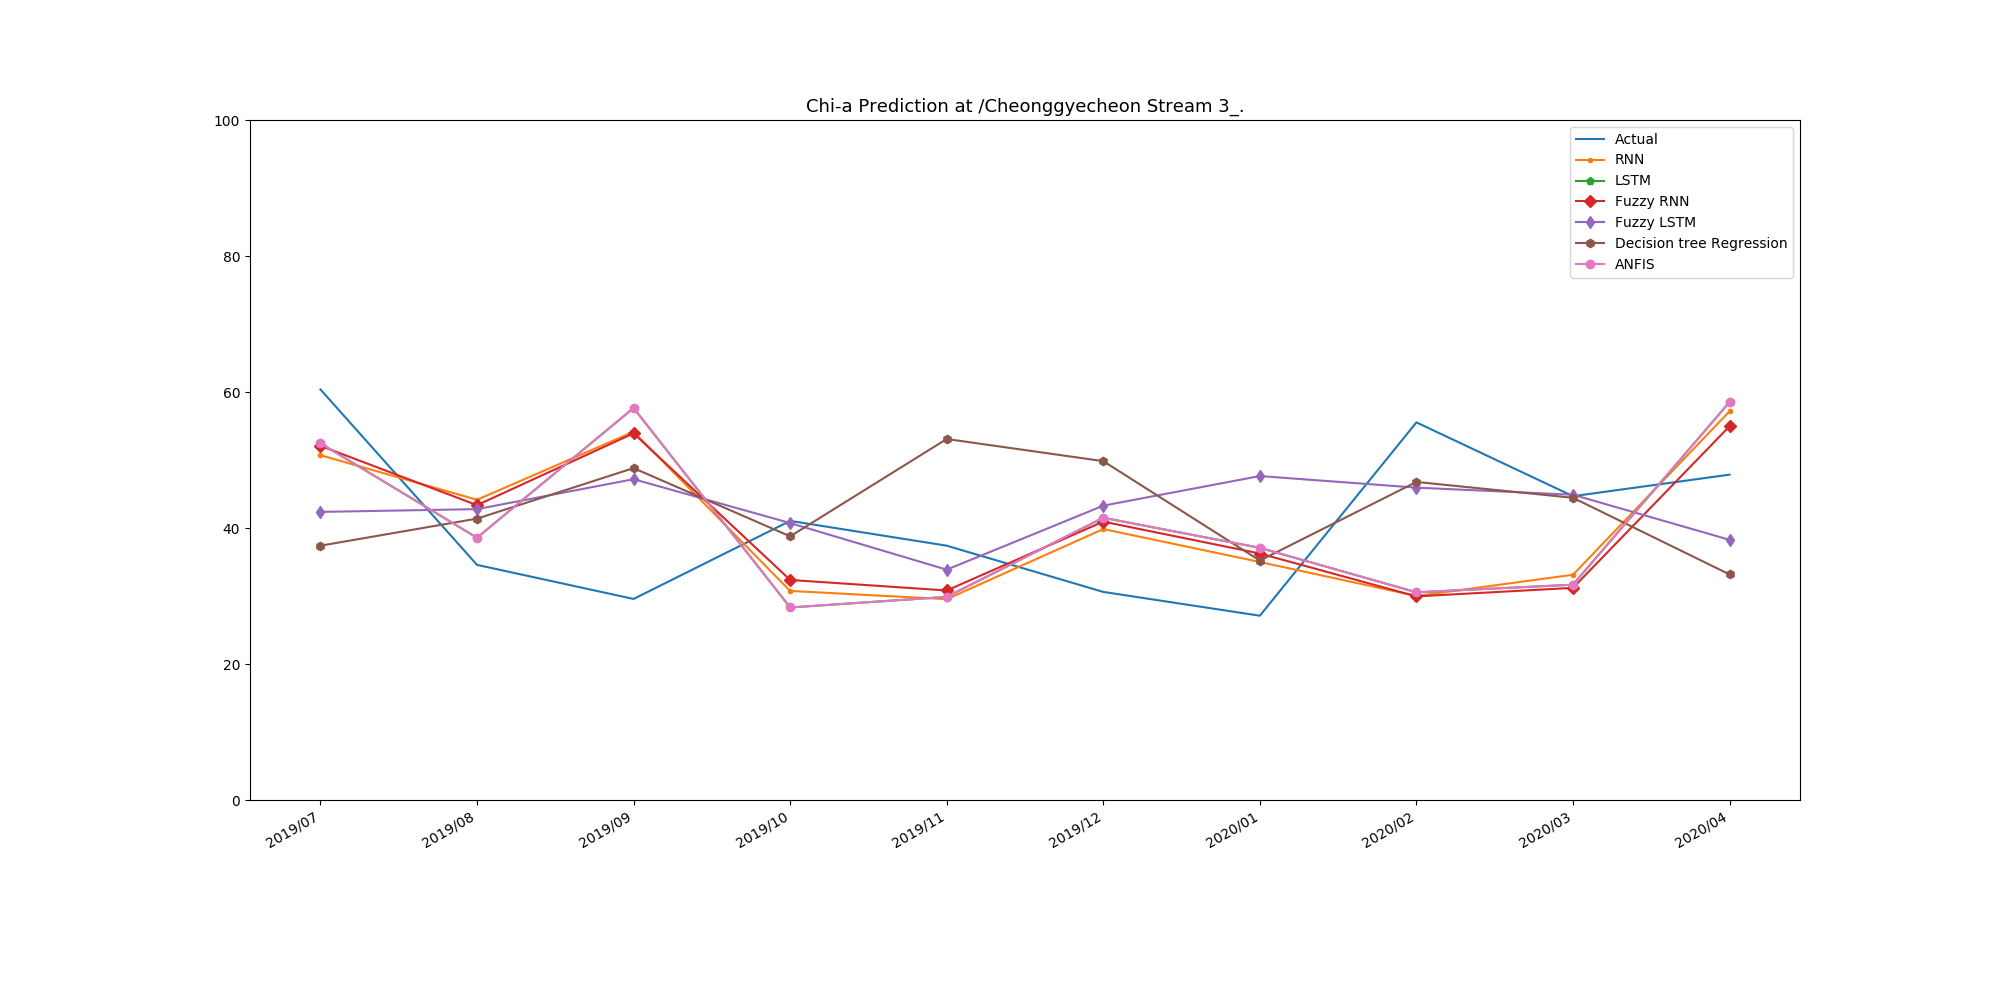 Chi-a Prediction at /Cheonggyecheon Stream 3_.
100
80
60
40
20
0
Actual
RNN
LSTM
Fuzzy RNN
Fuzzy LSTM
Decision tree Regression
ANFIS
2019/07
2019/08
2019/09
2019/10
2019/11
2019/12
2020/01
2020/02
2020/03
2020/04